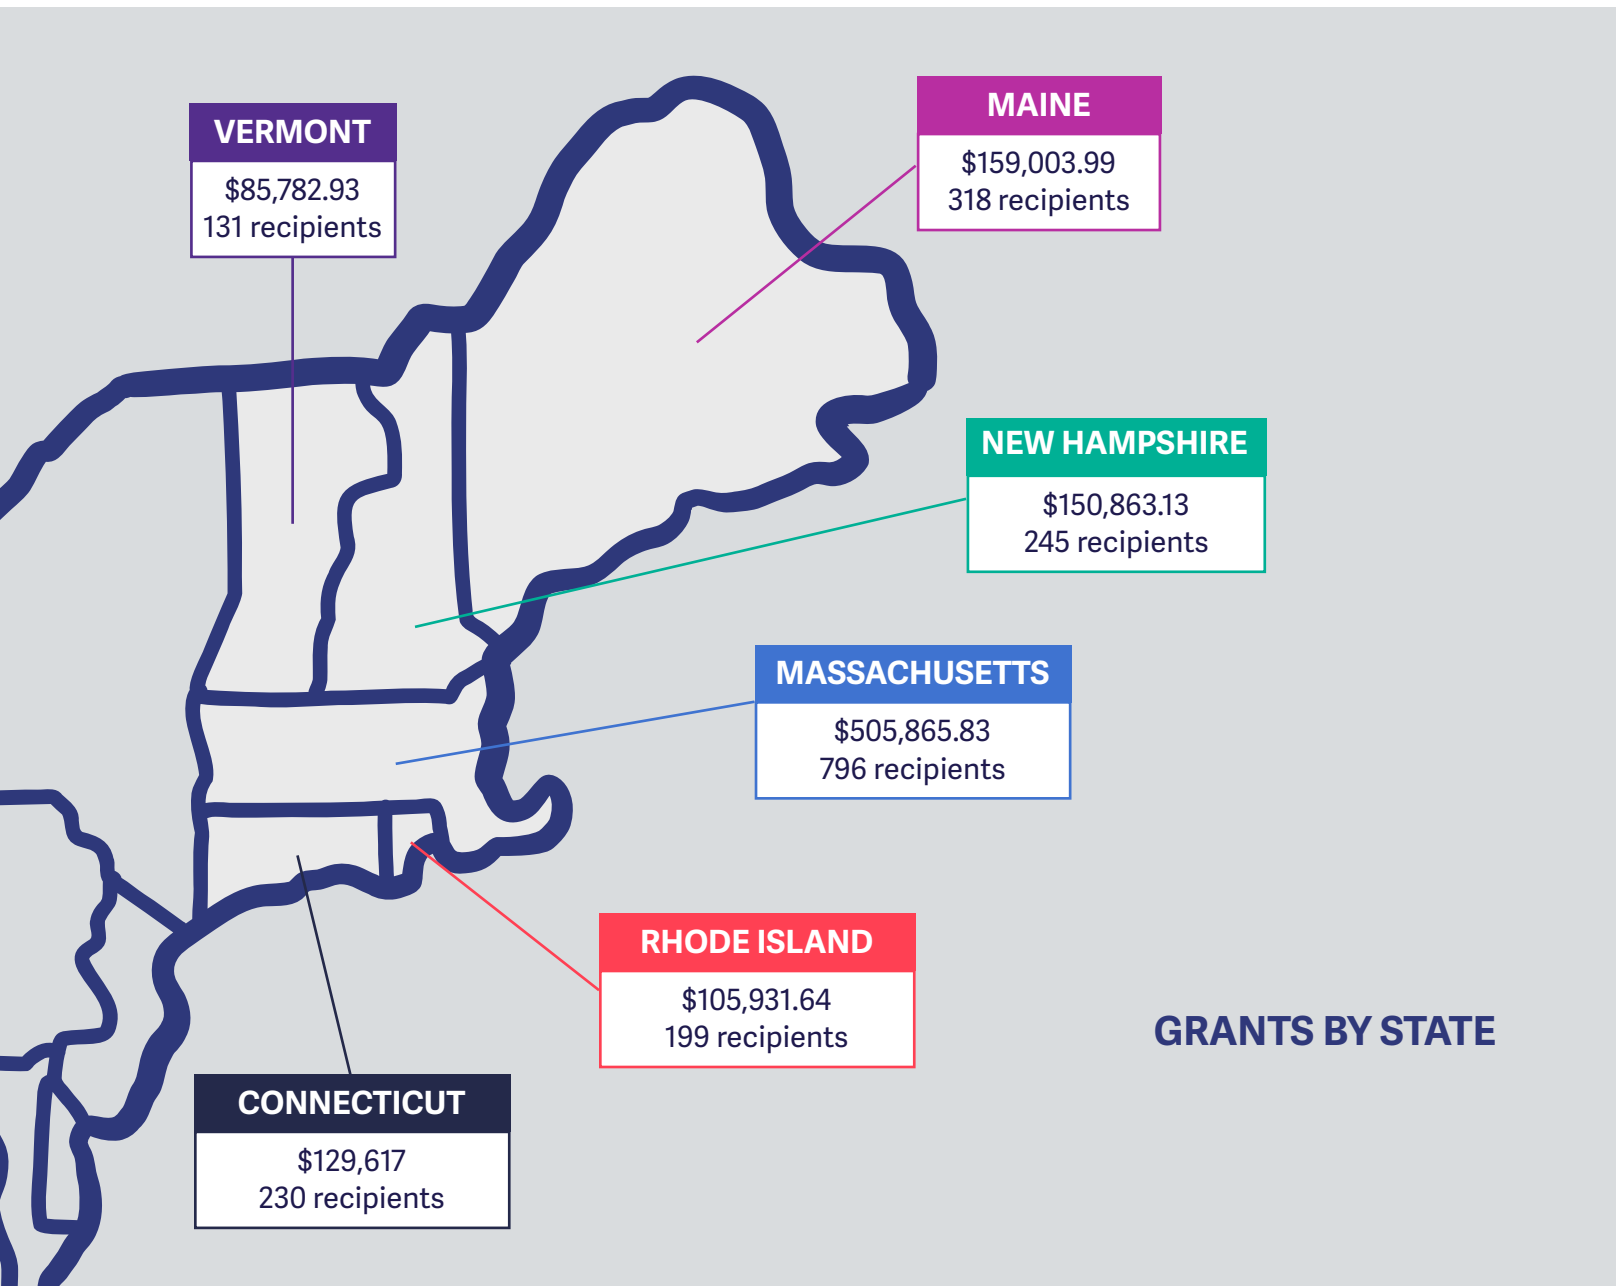 VERMONT
$85,782.93
131 recipients
MAINE
$159,003.99
318 recipients
NEW HAMPSHIRE
$150,863.13
245 recipients
MASSACHUSETTS
$505,865.83
796 recipients
RHODE ISLAND
$105,931.64
199 recipients
GRANTS BY STATE
CONNECTICUT
$129,617
230 recipients